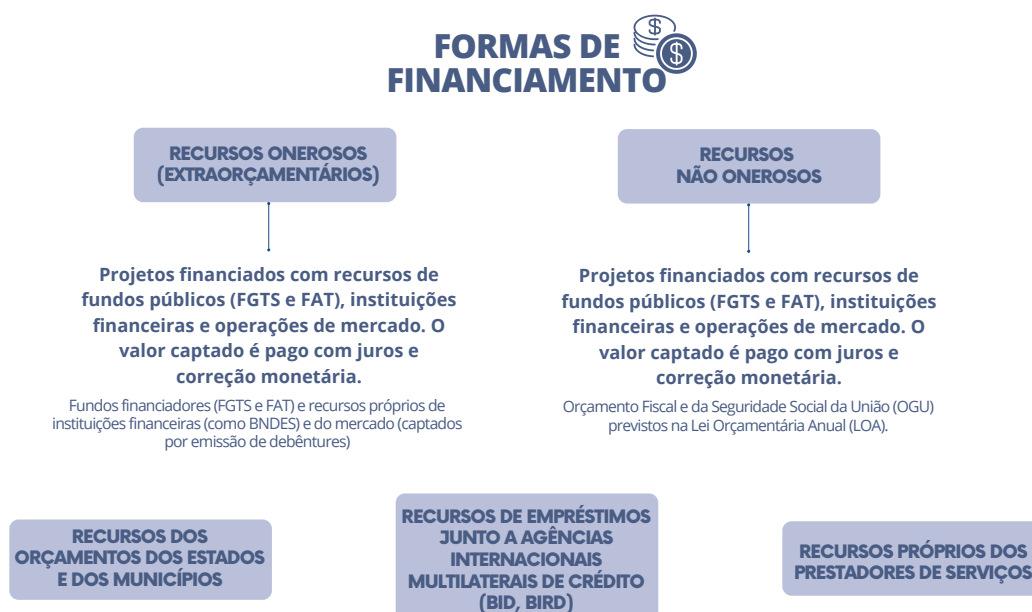 FORMAS DE
FINANCIAMENTO
RECURSOS ONEROSOS
(EXTRAORÇAMENTÁRIOS)
Projetos financiados com recursos de
fundos públicos (FGTS e FAT), instituições
financeiras e operações de mercado. O
valor captado é pago com juros e
correção monetária.
Fundos financiadores (FGTS e FAT) e recursos próprios de
instituições financeiras (como BNDES) e do mercado (captados
por emissão de debêntures)
RECURSOS
NÃO ONEROSOS
Projetos financiados com recursos de
fundos públicos (FGTS e FAT), instituições
financeiras e operações de mercado. O
valor captado é pago com juros e
correção monetária.
Orçamento Fiscal e da Seguridade Social da União (OGU)
previstos na Lei Orçamentária Anual (LOA).
RECURSOS DOS
ORÇAMENTOS DOS ESTADOS
E DOS MUNICÍPIOS
RECURSOS DE EMPRÉSTIMOS
JUNTO A AGÊNCIAS
INTERNACIONAIS
MULTILATERAIS DE CRÉDITO
(BID, BIRD)
RECURSOS PRÓPRIOS DOS
PRESTADORES DE SERVIÇOS